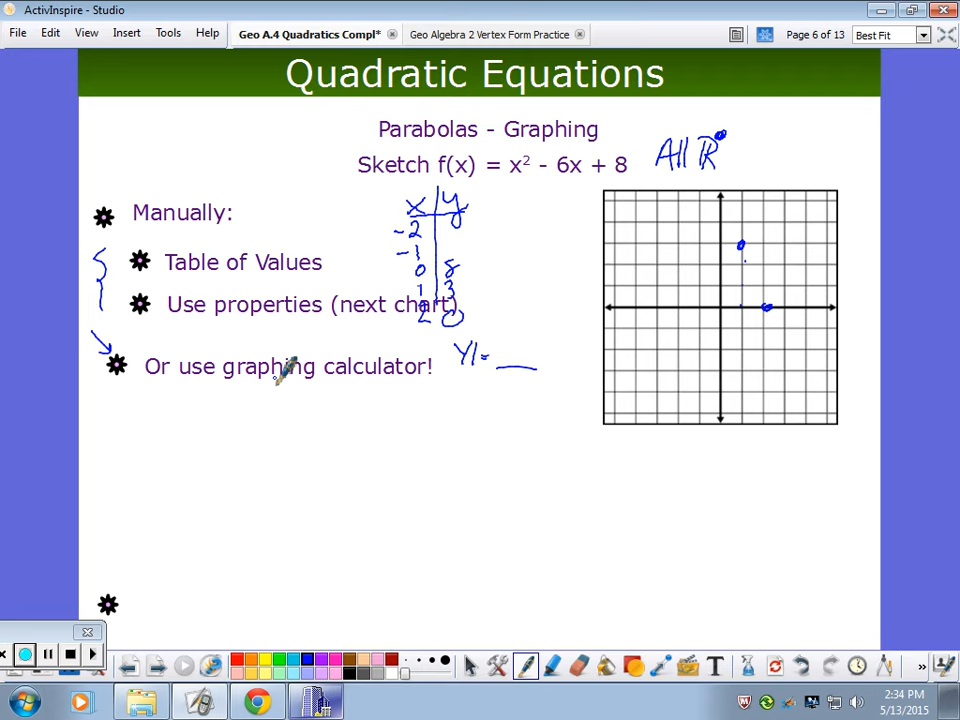 ActivInspire - Studio
File Edit View Insert Tools Help
Geo A.4 Quadratics Compl*
Geo Algebra 2 Vertex Form Practice
Page 6 of 13
Best Fit
Quadratic Equations
Parabolas - Graphing
Sketch f(x) = x² - 6x + 8
All ℝ
Manually:
x y
-2
-1
0 8
1 3
2 0
Table of Values
Use properties (next chart)
Or use graphing calculator!
Y1= ___
T
»
2:34 PM
5/13/2015